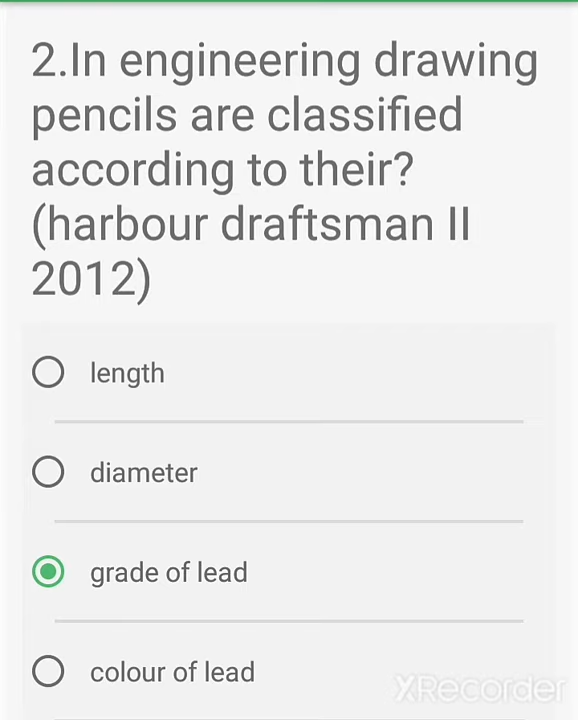 2.In engineering drawing
pencils are classified
according to their?
(harbour draftsman II
2012)
length
diameter
grade of lead
colour of lead
XRecorder